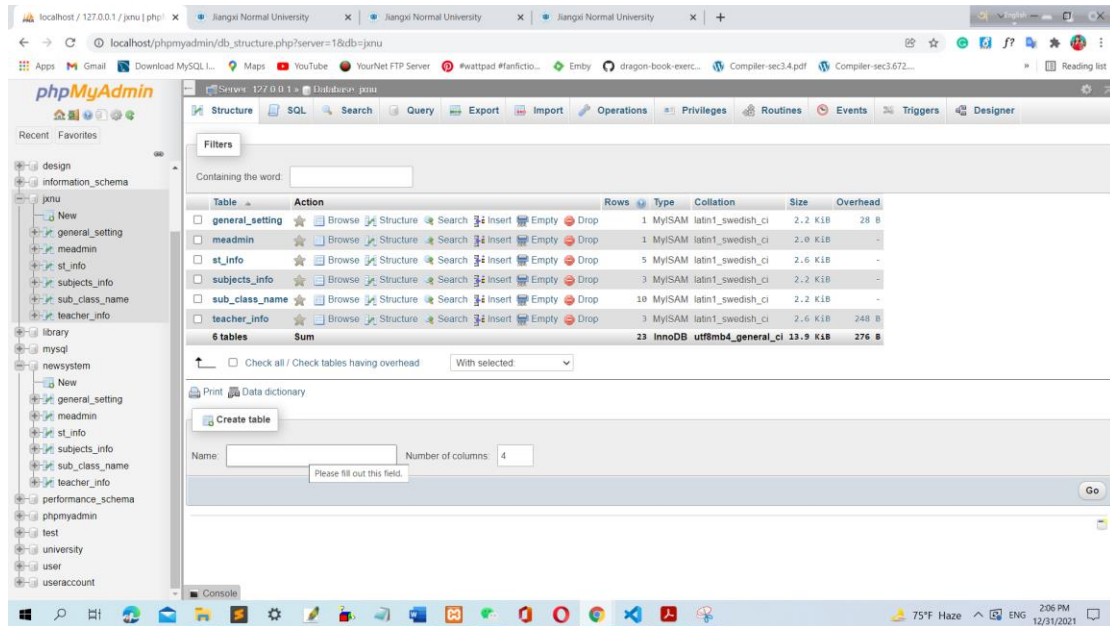 localhost / 127.0.0.1 / jxnu | php
Jiangxi Normal University
Jiangxi Normal University
Jiangxi Normal University
localhost/phpmyadmin/db_structure.php?server=1&db=jxnu
Apps Gmail Download MySQL I... Maps YouTube YourNet FTP Server #wattpad #fanfictio... Emby dragon-book-exerc... Compiler-sec3.4.pdf Compiler-sec3.672.... » Reading list
phpMyAdmin
Recent Favorites
design
information_schema
jxnu
New
general_setting
meadmin
st_info
subjects_info
sub_class_name
teacher_info
library
mysql
newsystem
New
general_setting
meadmin
st_info
subjects_info
sub_class_name
teacher_info
performance_schema
phpmyadmin
test
university
user
useraccount
Server: 127.0.0.1 » Database: jxnu
Structure SQL Search Query Export Import Operations Privileges Routines Events Triggers Designer
Filters
Containing the word:
Table Action Rows Type Collation Size Overhead
general_setting Browse Structure Search Insert Empty Drop 1 MyISAM latin1_swedish_ci 2.2 KiB 28 B
meadmin Browse Structure Search Insert Empty Drop 1 MyISAM latin1_swedish_ci 2.0 KiB -
st_info Browse Structure Search Insert Empty Drop 5 MyISAM latin1_swedish_ci 2.6 KiB -
subjects_info Browse Structure Search Insert Empty Drop 3 MyISAM latin1_swedish_ci 2.2 KiB -
sub_class_name Browse Structure Search Insert Empty Drop 10 MyISAM latin1_swedish_ci 2.2 KiB -
teacher_info Browse Structure Search Insert Empty Drop 3 MyISAM latin1_swedish_ci 2.6 KiB 248 B
6 tables Sum 23 InnoDB utf8mb4_general_ci 13.9 KiB 276 B
Check all / Check tables having overhead With selected:
Print Data dictionary
Create table
Name: Number of columns: 4
Please fill out this field.
Go
Console
75°F Haze ENG 2:06 PM
12/31/2021